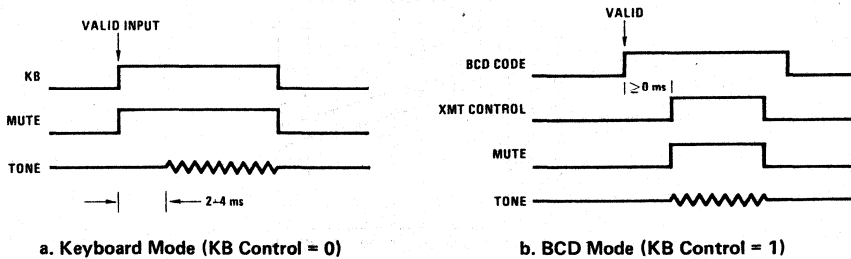 VALID INPUT
KB
MUTE
TONE
2-4 ms
a. Keyboard Mode (KB Control = 0)
VALID
BCD CODE
≥0 ms
XMT CONTROL
MUTE
TONE
b. BCD Mode (KB Control = 1)